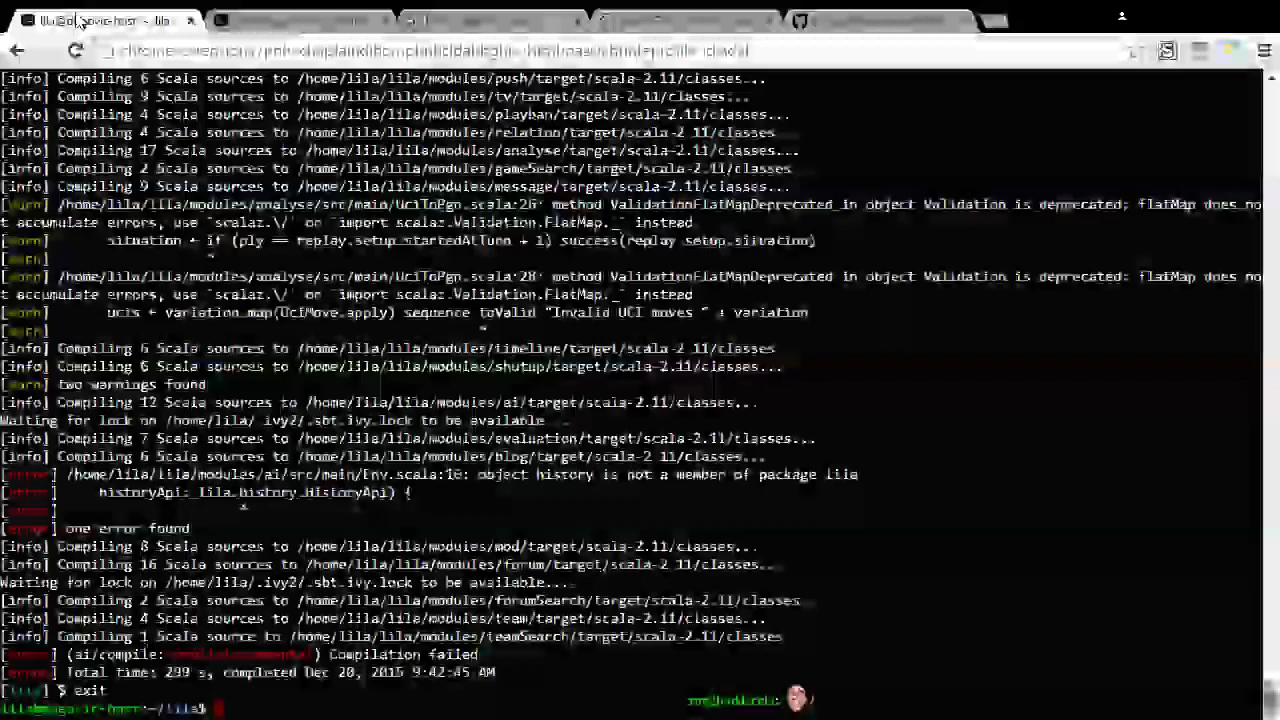 [info] Compiling 6 Scala sources to /home/lila/lila/modules/push/target/scala-2.11/classes...
[info] Compiling 9 Scala sources to /home/lila/lila/modules/tv/target/scala-2.11/classes...
[info] Compiling 4 Scala sources to /home/lila/lila/modules/playban/target/scala-2.11/classes...
[info] Compiling 4 Scala sources to /home/lila/lila/modules/relation/target/scala-2.11/classes...
[info] Compiling 17 Scala sources to /home/lila/lila/modules/analyse/target/scala-2.11/classes...
[info] Compiling 2 Scala sources to /home/lila/lila/modules/gameSearch/target/scala-2.11/classes...
[info] Compiling 9 Scala sources to /home/lila/lila/modules/message/target/scala-2.11/classes...
[warn] /home/lila/lila/modules/analyse/src/main/UciToPgn.scala:26: method ValidationFlatMapDeprecated in object Validation is deprecated: flatMap does no
t accumulate errors, use `scalaz.\/` or `import scalaz.Validation.FlatMap._` instead
[warn] situation ← if (ply == replay.setup.startedAtTurn + 1) success(replay.setup.situation)
[warn]
[warn] /home/lila/lila/modules/analyse/src/main/UciToPgn.scala:28: method ValidationFlatMapDeprecated in object Validation is deprecated: flatMap does no
t accumulate errors, use `scalaz.\/` or `import scalaz.Validation.FlatMap._` instead
[warn] ucis ← variation.map(UciMove.apply) sequence toValid "Invalid UCI moves " + variation
[warn]
[info] Compiling 6 Scala sources to /home/lila/lila/modules/timeline/target/scala-2.11/classes...
[info] Compiling 6 Scala sources to /home/lila/lila/modules/shutup/target/scala-2.11/classes...
[warn] two warnings found
[info] Compiling 12 Scala sources to /home/lila/lila/modules/ai/target/scala-2.11/classes...
Waiting for lock on /home/lila/.ivy2/.sbt.ivy.lock to be available...
[info] Compiling 7 Scala sources to /home/lila/lila/modules/evaluation/target/scala-2.11/classes...
[info] Compiling 6 Scala sources to /home/lila/lila/modules/blog/target/scala-2.11/classes...
[error] /home/lila/lila/modules/ai/src/main/Env.scala:16: object history is not a member of package lila
[error] historyApi: lila.history.HistoryApi) {
[error] ^
[error] one error found
[info] Compiling 8 Scala sources to /home/lila/lila/modules/mod/target/scala-2.11/classes...
[info] Compiling 16 Scala sources to /home/lila/lila/modules/forum/target/scala-2.11/classes...
Waiting for lock on /home/lila/.ivy2/.sbt.ivy.lock to be available...
[info] Compiling 2 Scala sources to /home/lila/lila/modules/forumSearch/target/scala-2.11/classes...
[info] Compiling 4 Scala sources to /home/lila/lila/modules/team/target/scala-2.11/classes...
[info] Compiling 1 Scala source to /home/lila/lila/modules/teamSearch/target/scala-2.11/classes...
[error] (ai/compile: ) Compilation failed
[error] Total time: 299 s, completed Dec 20, 2015 9:42:45 AM
[lila] $ exit
:~/lila$